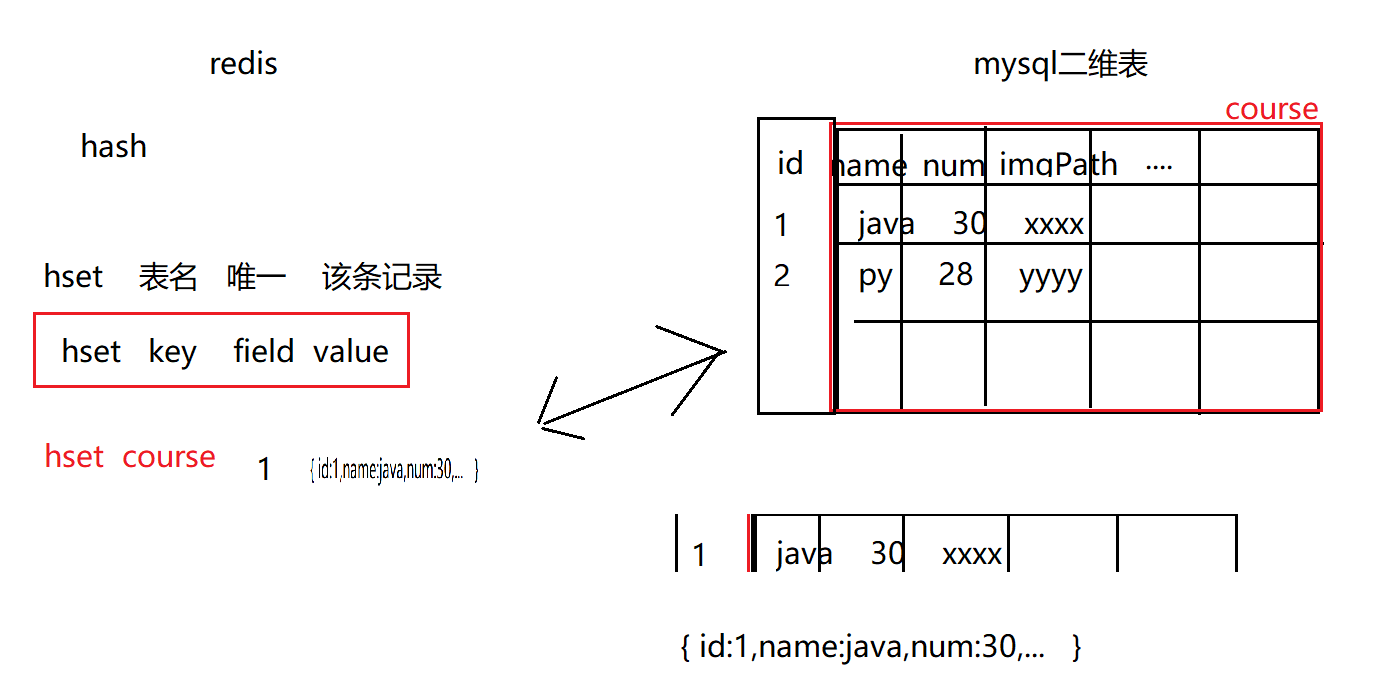 redis
mysql二维表
course
hash
id name num imgPath ....
1 java 30 xxxx
2 py 28 yyyy
hset 表名 唯一 该条记录
hset key field value
hset course 1 { id:1,name:java,num:30,... }
1 java 30 xxxx
{ id:1,name:java,num:30,... }